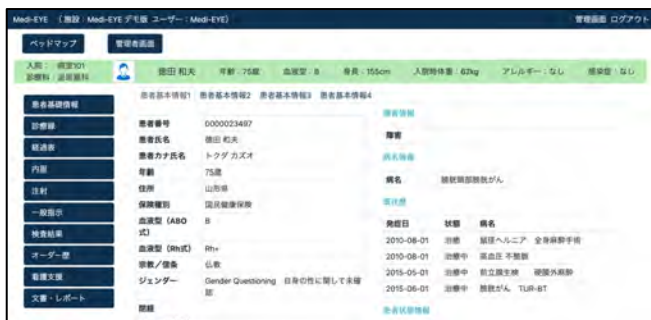 Medi-EYE （施設：Medi-EYE デモ版 ユーザー：Medi-EYE）
管理画面 ログアウト
ベッドマップ
管理者画面
入院： 病室101
診療科：泌尿器科
徳田 和夫
年齢：75歳
血液型：B
身長：155cm
入院時体重：62kg
アレルギー：なし
感染症：なし
患者基礎情報
診療録
経過表
内服
注射
一般指示
検査結果
オーダー歴
看護支援
文書・レポート
患者基本情報1 患者基本情報2 患者基本情報3 患者基本情報4
患者番号 0000023497
患者氏名 徳田 和夫
患者カナ氏名 トクダ カズオ
年齢 75歳
住所 山形県
保険種別 国民健康保険
血液型（ABO式） B
血液型（Rh式） Rh+
宗教／信条 仏教
ジェンダー Gender Questioning 自身の性に関して未確認
閉経
障害情報
障害
病名情報
病名 膀胱頸部膀胱がん
既往歴
発症日 状態 病名
2010-08-01 治癒 鼠径ヘルニア 全身麻酔手術
2010-08-01 治療中 高血圧 不整脈
2015-05-01 治療中 前立腺生検 硬膜外麻酔
2015-06-01 治療中 膀胱がん TUR-BT
患者状態情報